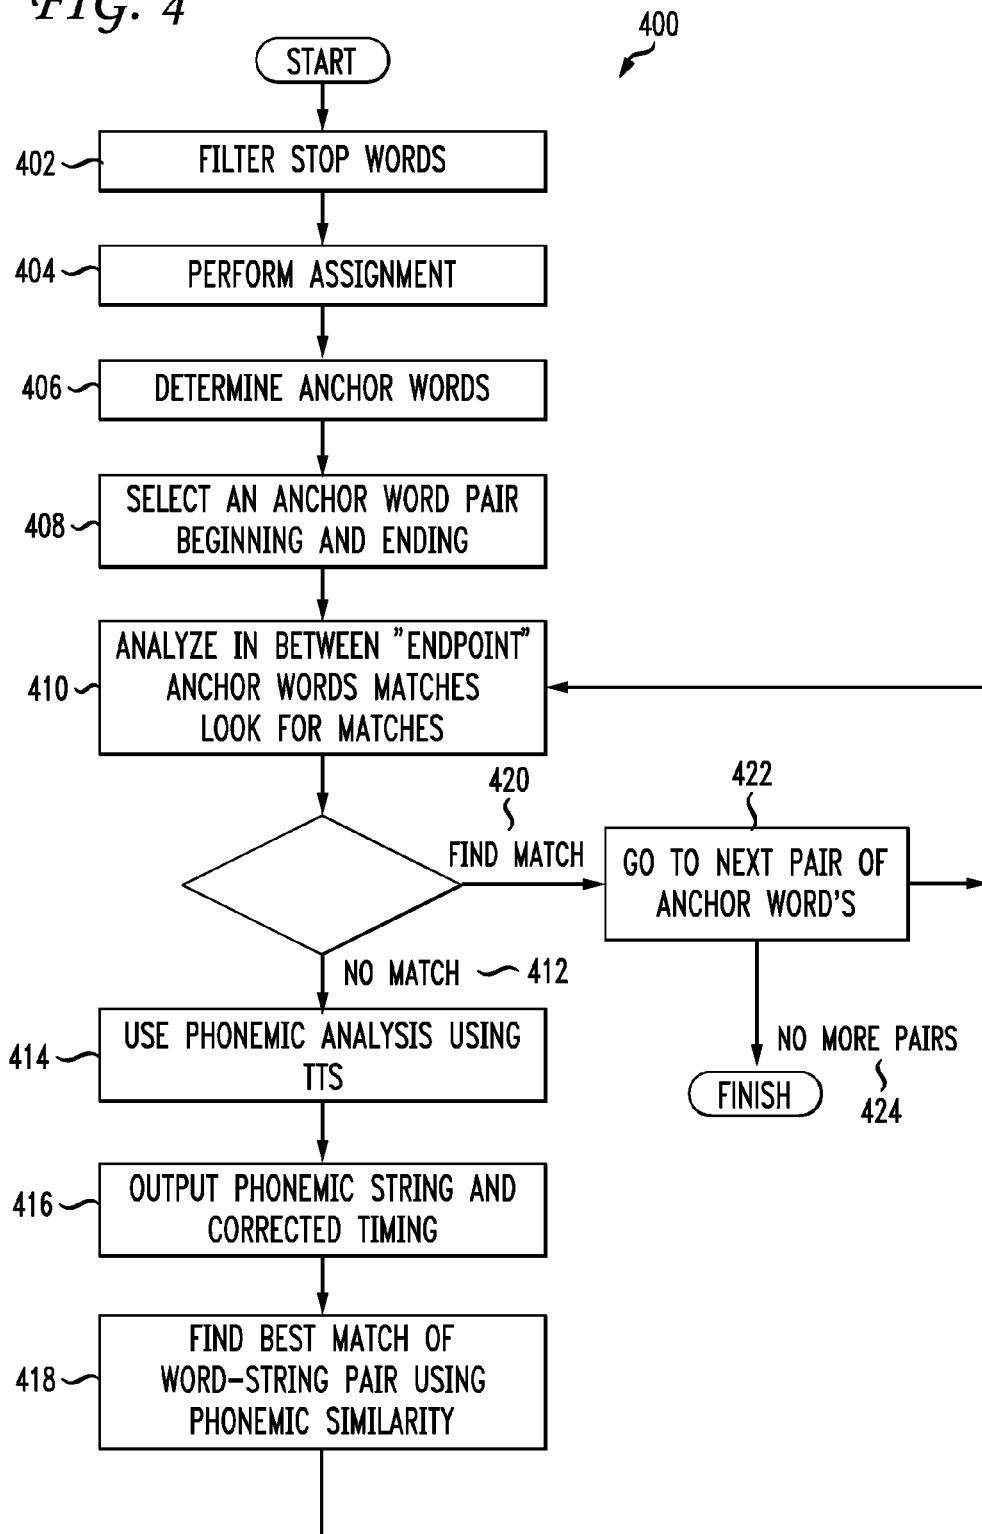 FIG. 4
400
START
402
FILTER STOP WORDS
404
PERFORM ASSIGNMENT
406
DETERMINE ANCHOR WORDS
408
SELECT AN ANCHOR WORD PAIR
BEGINNING AND ENDING
410
ANALYZE IN BETWEEN "ENDPOINT"
ANCHOR WORDS MATCHES
LOOK FOR MATCHES
420
FIND MATCH
422
GO TO NEXT PAIR OF
ANCHOR WORD'S
NO MATCH
412
414
USE PHONEMIC ANALYSIS USING
TTS
NO MORE PAIRS
424
FINISH
416
OUTPUT PHONEMIC STRING AND
CORRECTED TIMING
418
FIND BEST MATCH OF
WORD-STRING PAIR USING
PHONEMIC SIMILARITY